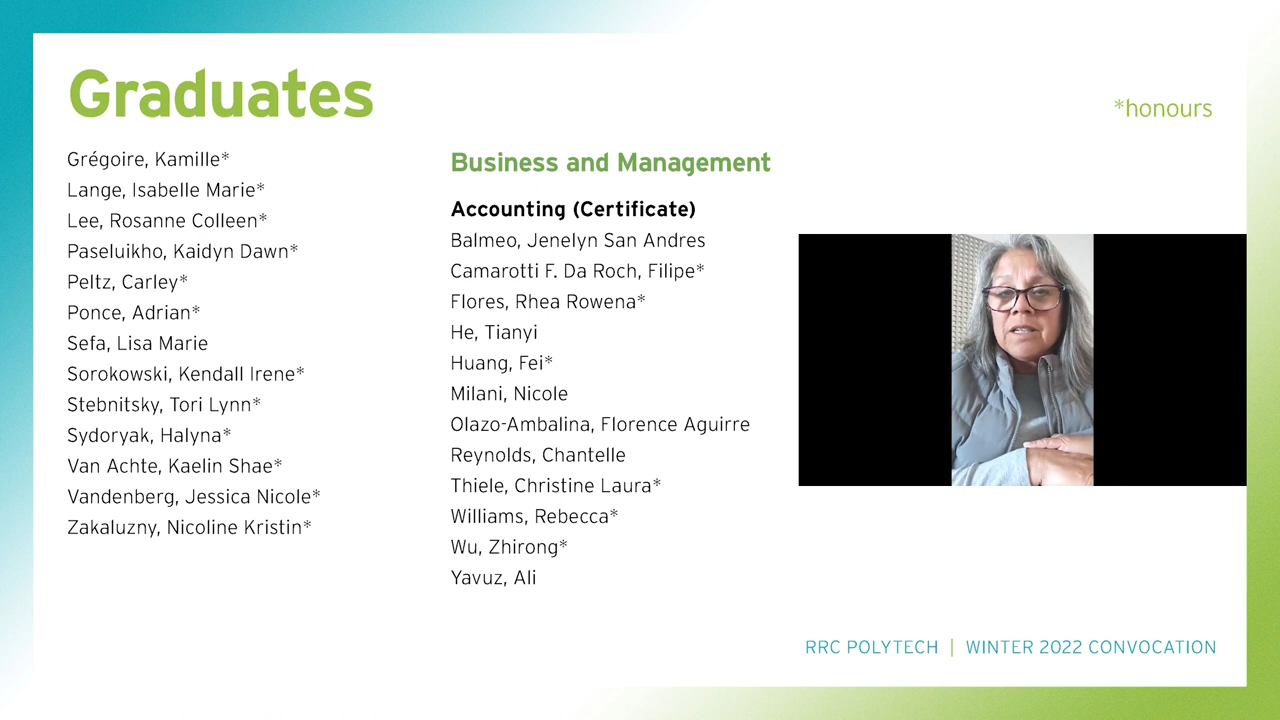 Graduates
*honours
Grégoire, Kamille*
Lange, Isabelle Marie*
Lee, Rosanne Colleen*
Paseluikho, Kaidyn Dawn*
Peltz, Carley*
Ponce, Adrian*
Sefa, Lisa Marie
Sorokowski, Kendall Irene*
Stebnitsky, Tori Lynn*
Sydoryak, Halyna*
Van Achte, Kaelin Shae*
Vandenberg, Jessica Nicole*
Zakaluzny, Nicoline Kristin*
Business and Management
Accounting (Certificate)
Balmeo, Jenelyn San Andres
Camarotti F. Da Roch, Filipe*
Flores, Rhea Rowena*
He, Tianyi
Huang, Fei*
Milani, Nicole
Olazo-Ambalina, Florence Aguirre
Reynolds, Chantelle
Thiele, Christine Laura*
Williams, Rebecca*
Wu, Zhirong*
Yavuz, Ali
RRC POLYTECH | WINTER 2022 CONVOCATION